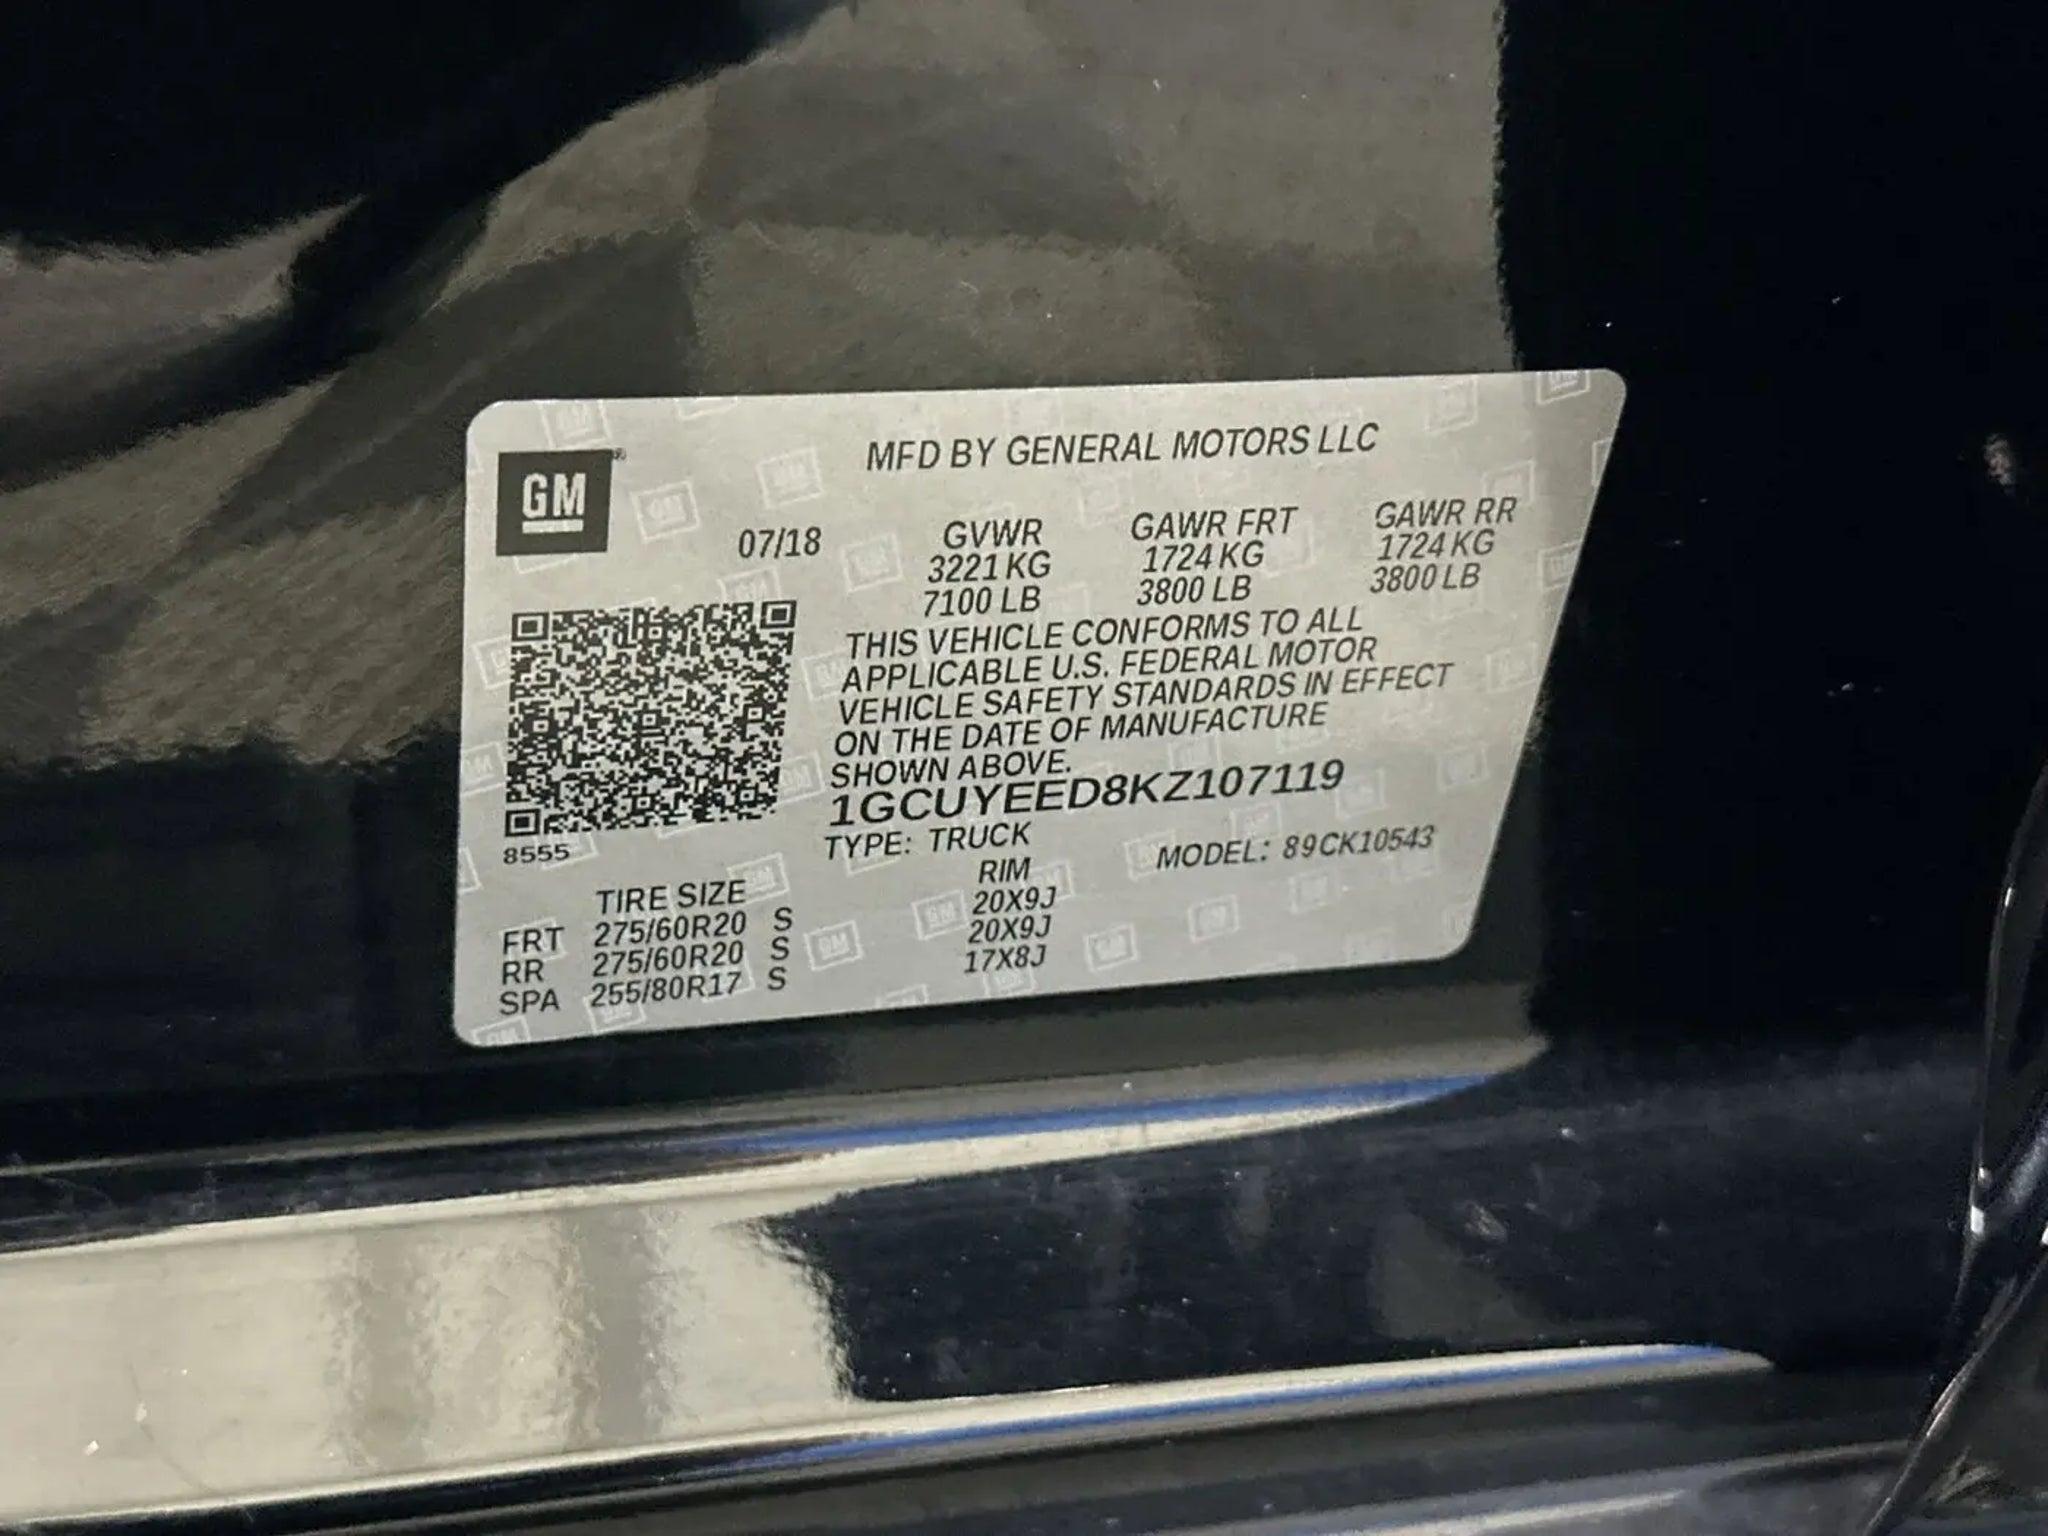 GM
MFD BY GENERAL MOTORS LLC
07/18 GVWR GAWR FRT GAWR RR
3221 KG 1724 KG 1724 KG
7100 LB 3800 LB 3800 LB
THIS VEHICLE CONFORMS TO ALL
APPLICABLE U.S. FEDERAL MOTOR
VEHICLE SAFETY STANDARDS IN EFFECT
ON THE DATE OF MANUFACTURE
SHOWN ABOVE.
1GCUYEED8KZ107119
8555 TYPE: TRUCK MODEL: 89CK10543
TIRE SIZE RIM
FRT 275/60R20 S 20X9J
RR 275/60R20 S 20X9J
SPA 255/80R17 S 17X8J